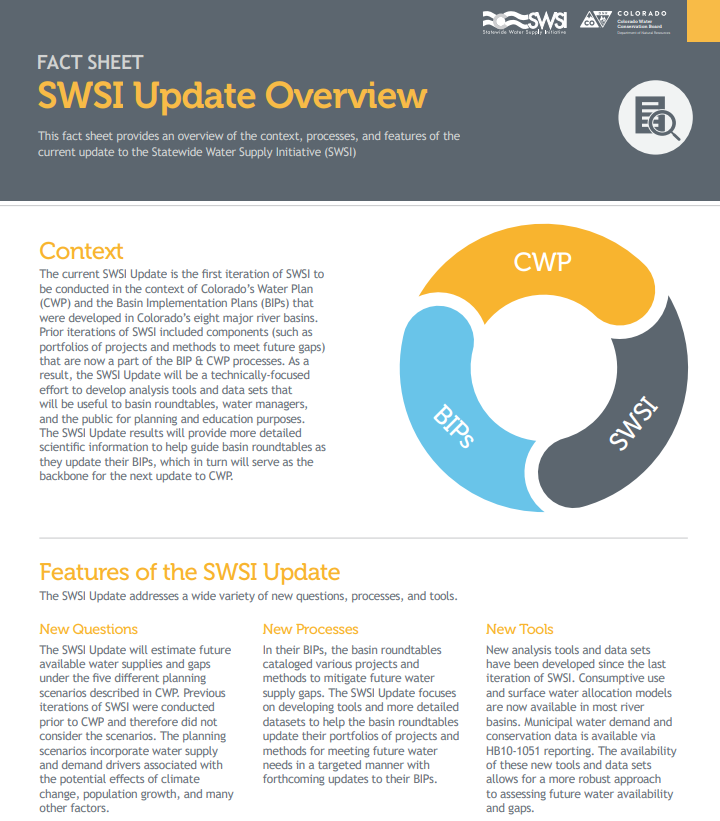 SWSI
Statewide Water Supply Initiative
COLORADO
Colorado Water
Conservation Board
Department of Natural Resources
FACT SHEET
SWSI Update Overview
This fact sheet provides an overview of the context, processes, and features of the
current update to the Statewide Water Supply Initiative (SWSI)
Context
The current SWSI Update is the first iteration of SWSI to
be conducted in the context of Colorado's Water Plan
(CWP) and the Basin Implementation Plans (BIPs) that
were developed in Colorado's eight major river basins.
Prior iterations of SWSI included components (such as
portfolios of projects and methods to meet future gaps)
that are now a part of the BIP & CWP processes. As a
result, the SWSI Update will be a technically-focused
effort to develop analysis tools and data sets that
will be useful to basin roundtables, water managers,
and the public for planning and education purposes.
The SWSI Update results will provide more detailed
scientific information to help guide basin roundtables as
they update their BIPs, which in turn will serve as the
backbone for the next update to CWP.
CWP
SWSI
BIPs
Features of the SWSI Update
The SWSI Update addresses a wide variety of new questions, processes, and tools.
New Questions
The SWSI Update will estimate future
available water supplies and gaps
under the five different planning
scenarios described in CWP. Previous
iterations of SWSI were conducted
prior to CWP and therefore did not
consider the scenarios. The planning
scenarios incorporate water supply
and demand drivers associated with
the potential effects of climate
change, population growth, and many
other factors.
New Processes
In their BIPs, the basin roundtables
cataloged various projects and
methods to mitigate future water
supply gaps. The SWSI Update focuses
on developing tools and more detailed
datasets to help the basin roundtables
update their portfolios of projects and
methods for meeting future water
needs in a targeted manner with
forthcoming updates to their BIPs.
New Tools
New analysis tools and data sets
have been developed since the last
iteration of SWSI. Consumptive use
and surface water allocation models
are now available in most river
basins. Municipal water demand and
conservation data is available via
HB10-1051 reporting. The availability
of these new tools and data sets
allows for a more robust approach
to assessing future water availability
and gaps.